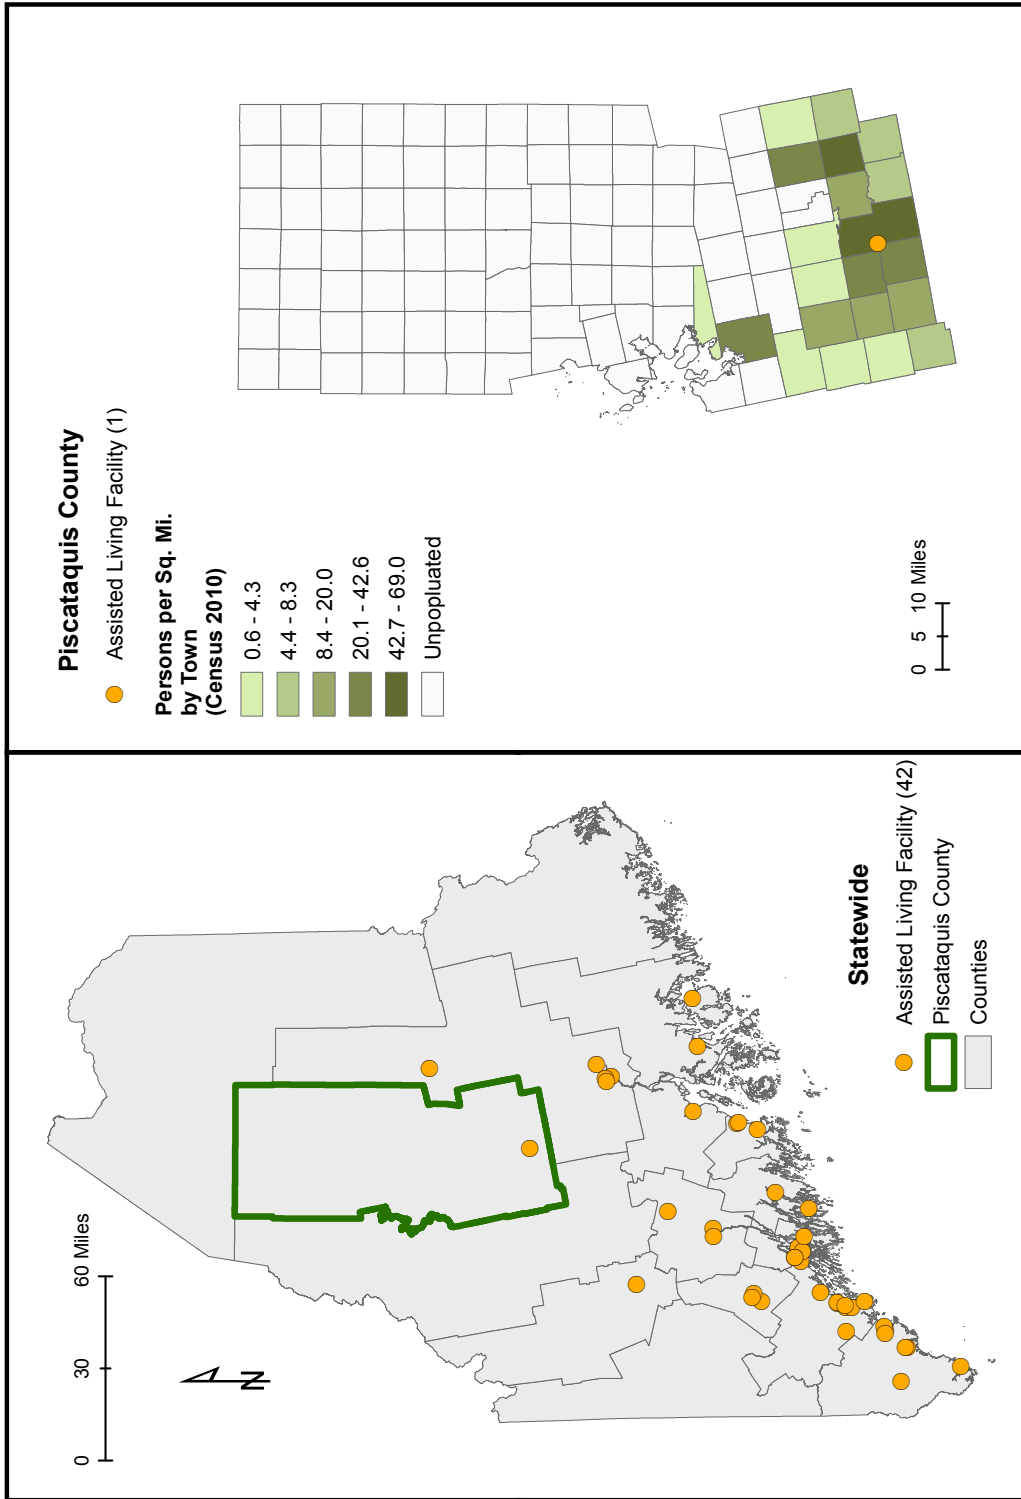 0 30 60 Miles
N
Statewide
Assisted Living Facility (42)
Piscataquis County
Counties
Piscataquis County
Assisted Living Facility (1)
Persons per Sq. Mi.
by Town
(Census 2010)
0.6 - 4.3
4.4 - 8.3
8.4 - 20.0
20.1 - 42.6
42.7 - 69.0
Unpopluated
0 5 10 Miles